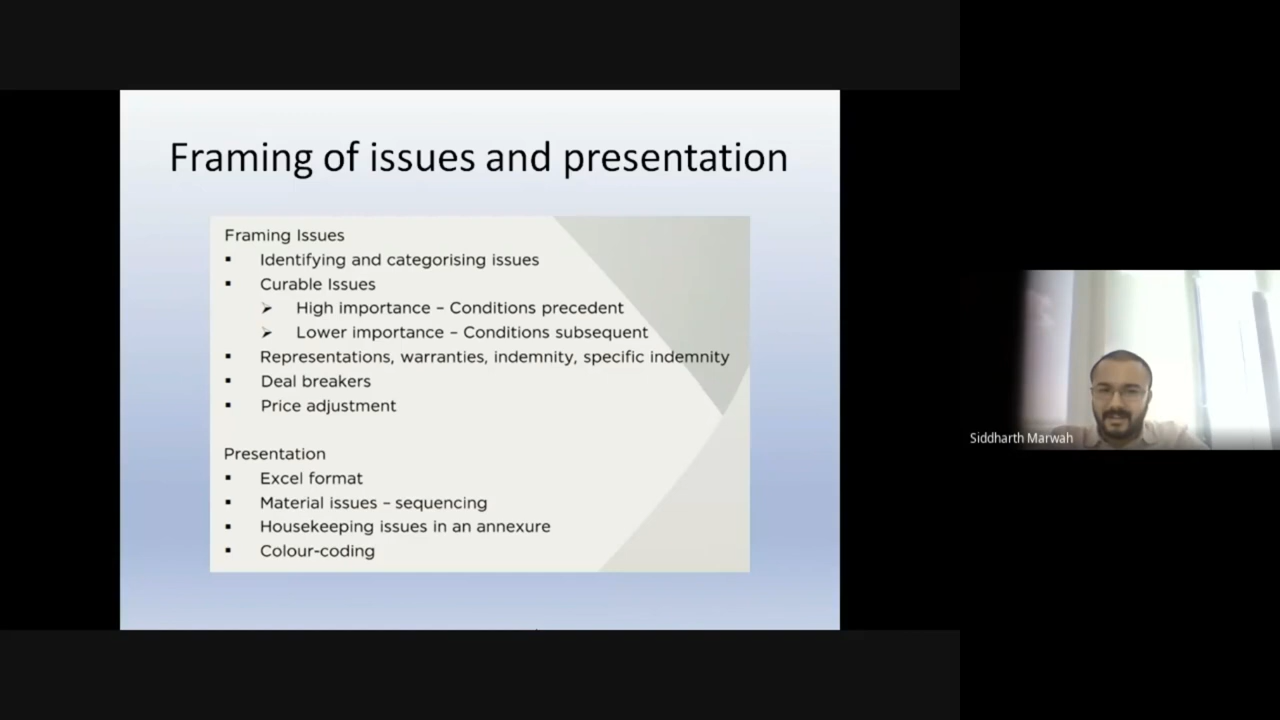 Framing of issues and presentation
Framing Issues
▪ Identifying and categorising issues
▪ Curable Issues
➢ High importance – Conditions precedent
➢ Lower importance – Conditions subsequent
▪ Representations, warranties, indemnity, specific indemnity
▪ Deal breakers
▪ Price adjustment
Presentation
▪ Excel format
▪ Material issues – sequencing
▪ Housekeeping issues in an annexure
▪ Colour-coding
Siddharth Marwah